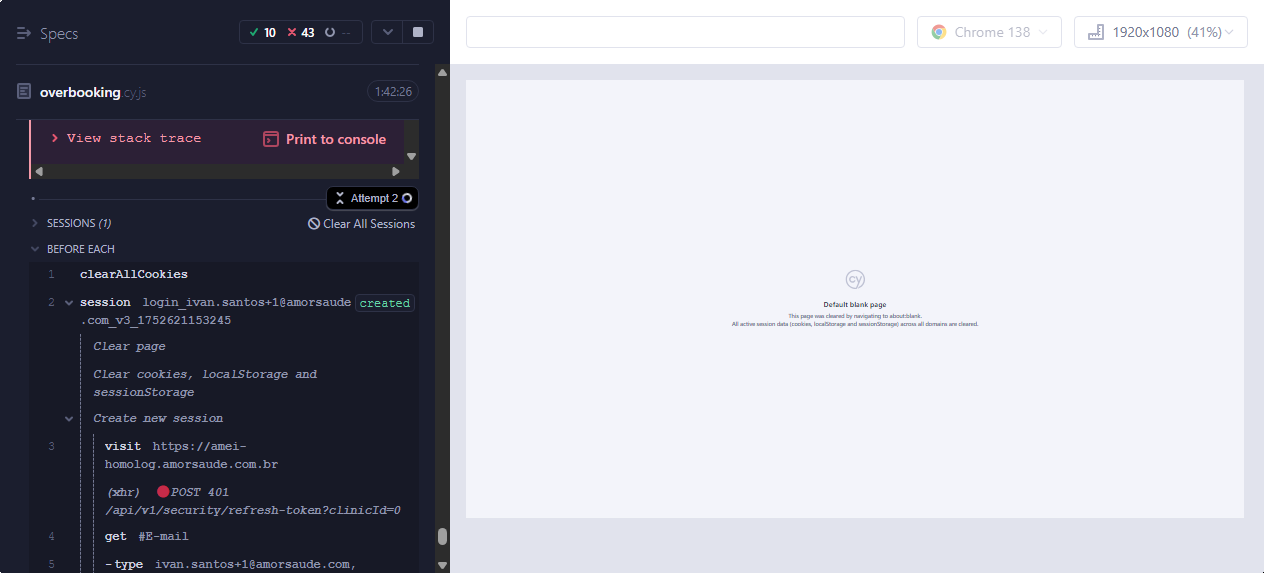 Specs
10 43 --
overbooking.cy.js
1:42:26
View stack trace
Print to console
Attempt 2
SESSIONS (1)
Clear All Sessions
BEFORE EACH
1 clearAllCookies
2 session login_ivan.santos+1@amorsaude created
.com_v3_1752621153245
Clear page
Clear cookies, localStorage and
sessionStorage
Create new session
3 visit https://amei-
homolog.amorsaude.com.br
(xhr) POST 401
/api/v1/security/refresh-token?clinicId=0
4 get #E-mail
5 -type ivan.santos+1@amorsaude.com,
Chrome 138
1920x1080 (41%)
cy
Default blank page
This page was cleared by navigating to about:blank.
All active session data (cookies, localStorage and sessionStorage) across all domains are cleared.